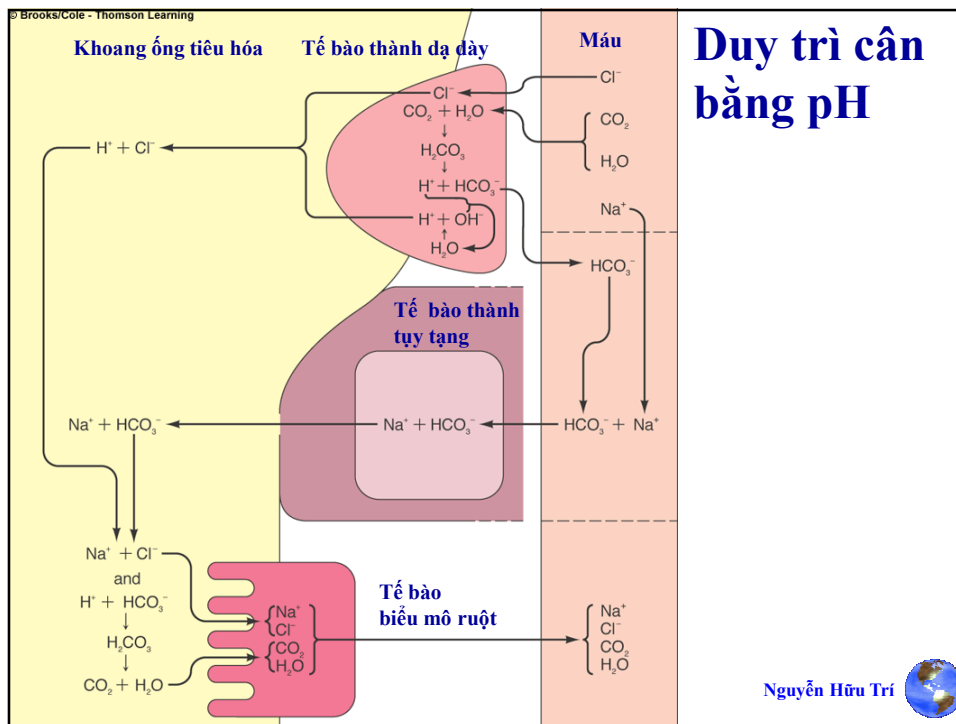 © Brooks/Cole - Thomson Learning
Duy trì cân
bằng pH
Khoang ống tiêu hóa
Tế bào thành dạ dày
Máu
Cl⁻
Cl⁻
CO₂ + H₂O
CO₂
H₂O
H₂CO₃
H⁺ + Cl⁻
H⁺ + HCO₃⁻
Na⁺
H⁺ + OH⁻
H₂O
HCO₃⁻
Tế bào thành
tụy tạng
Na⁺ + HCO₃⁻
Na⁺ + HCO₃⁻
HCO₃⁻ + Na⁺
Na⁺ + Cl⁻
and
H⁺ + HCO₃⁻
H₂CO₃
CO₂ + H₂O
Na⁺
Cl⁻
CO₂
H₂O
Tế bào
biểu mô ruột
Na⁺
Cl⁻
CO₂
H₂O
Nguyễn Hữu Trí